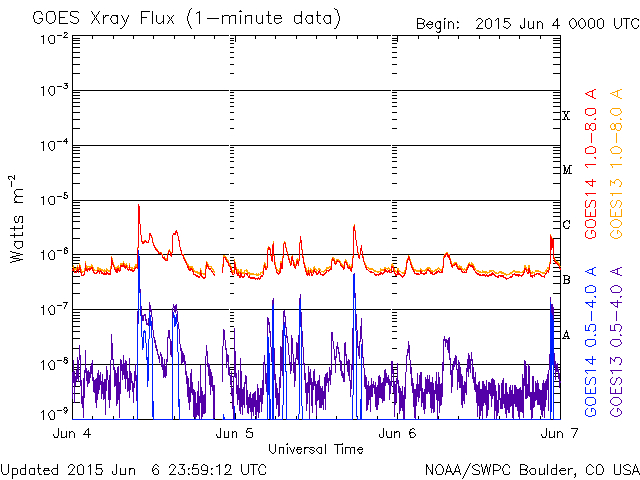 GOES Xray Flux (1-minute data)
Begin: 2015 Jun 4 0000 UTC
10-2
10-3
10-4
10-5
10-6
10-7
10-8
10-9
Watts m-2
X
M
C
B
A
GOES14 1.0-8.0 A
GOES13 1.0-8.0 A
GOES14 0.5-4.0 A
GOES13 0.5-4.0 A
Jun 4
Jun 5
Jun 6
Jun 7
Universal Time
Updated 2015 Jun 6 23:59:12 UTC
NOAA/SWPC Boulder, CO USA